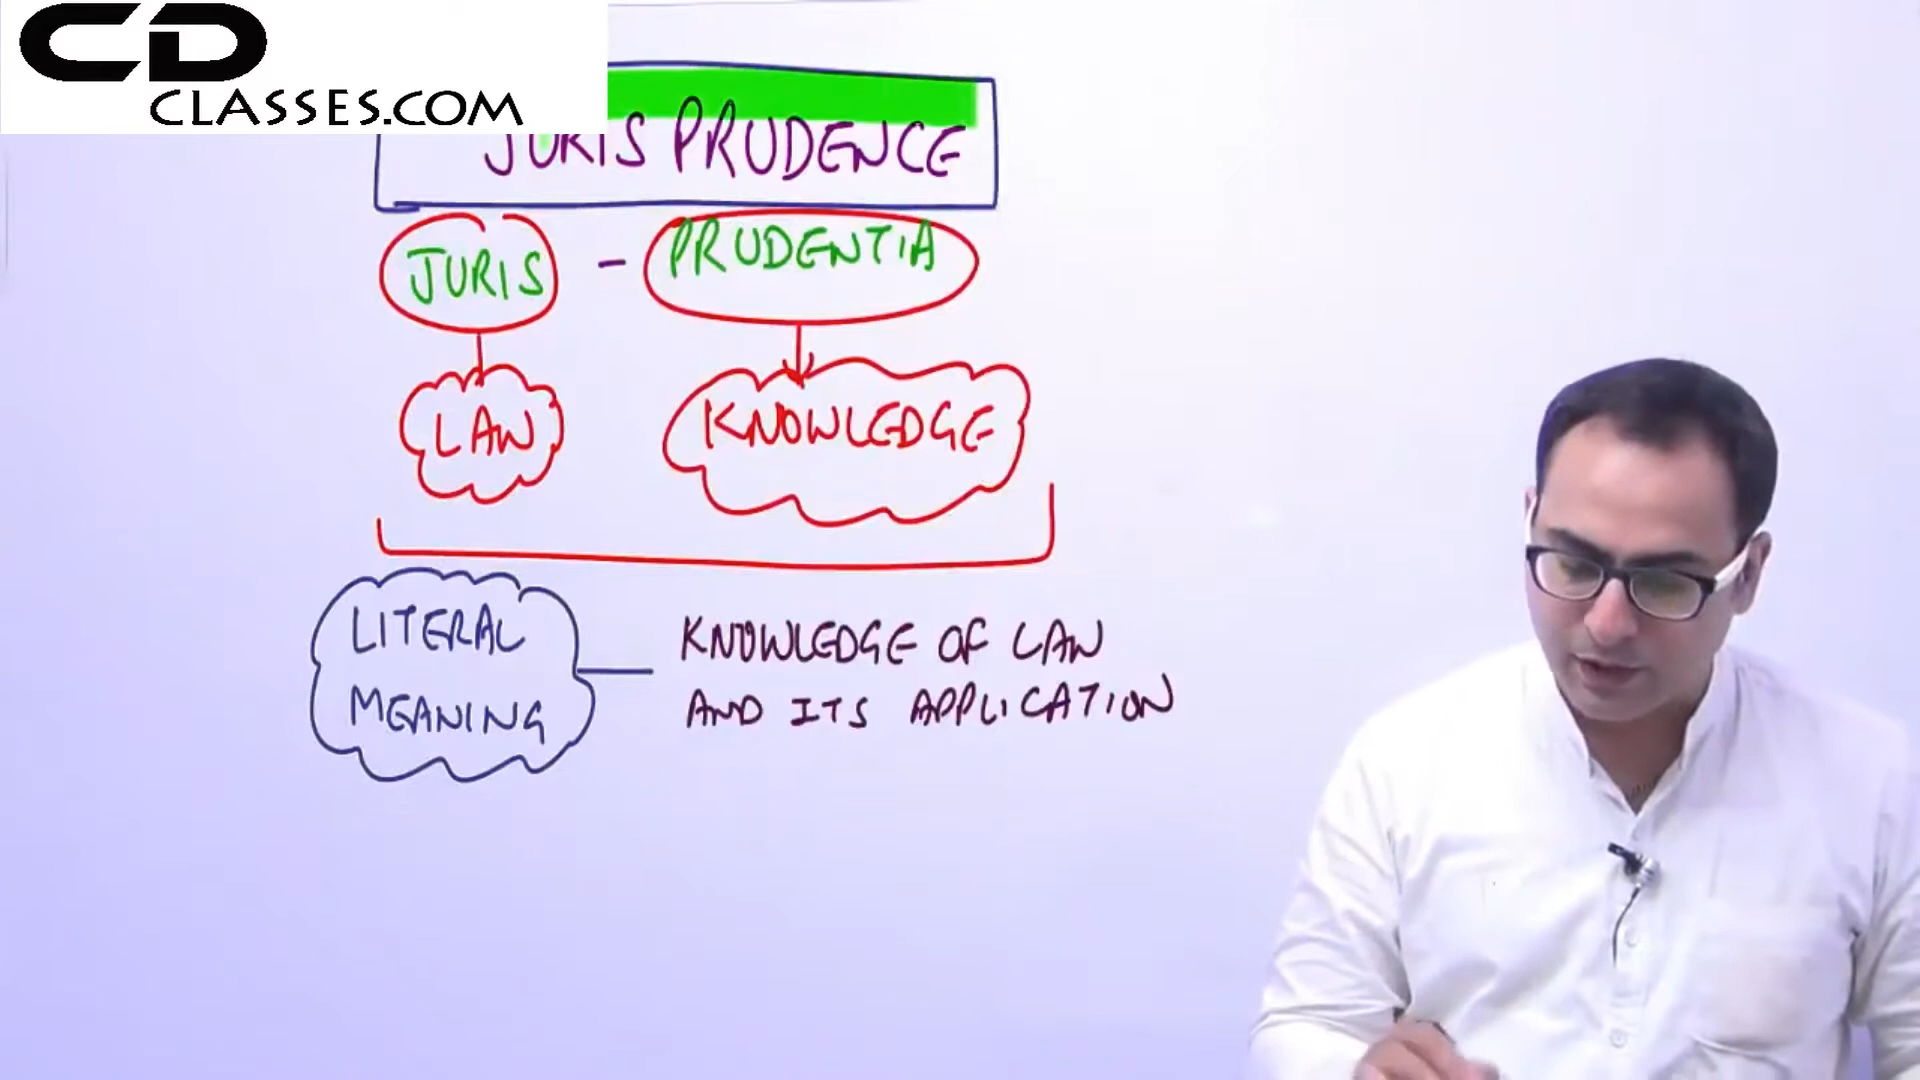 CD
CLASSES.COM
JURIS PRUDENCE
JURIS - PRUDENTIA
LAW KNOWLEDGE
LITERAL
MEANING
KNOWLEDGE OF LAW
AND ITS APPLICATION